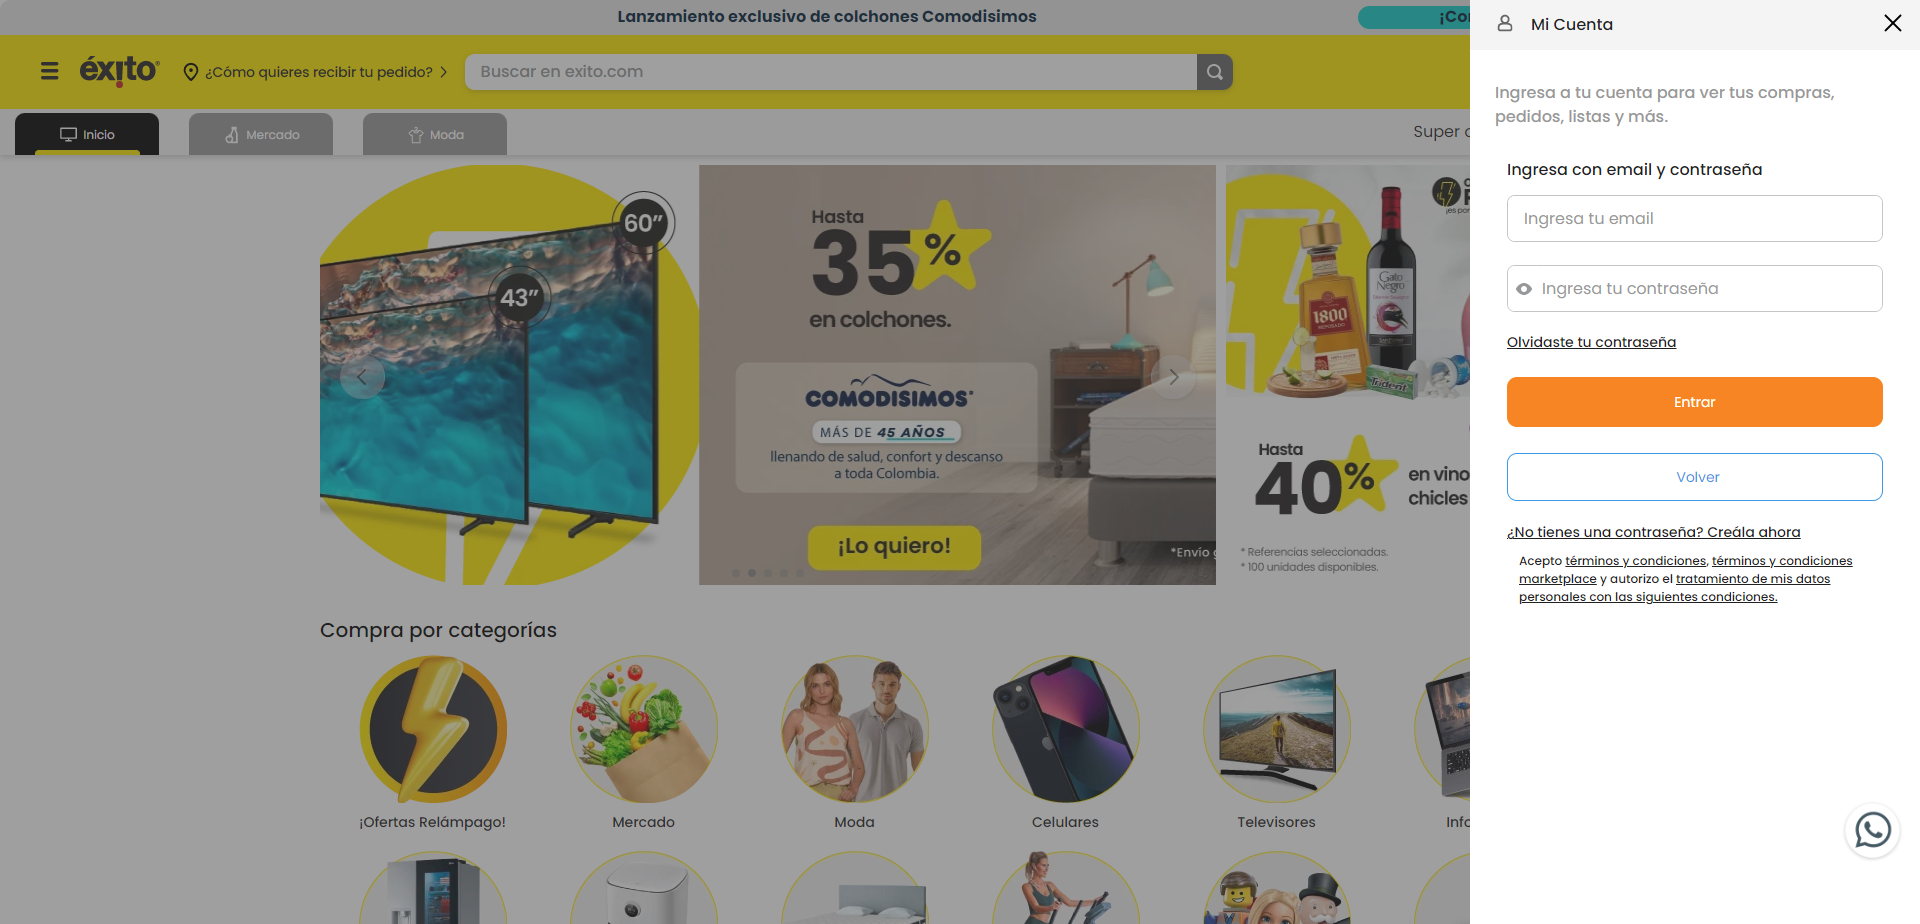 Lanzamiento exclusivo de colchones Comodisimos
¡Co
éxito
¿Cómo quieres recibir tu pedido?
Buscar en exito.com
Inicio
Mercado
Moda
Super
60”
43”
Hasta
35%
en colchones.
COMODISIMOS
MÁS DE 45 AÑOS
llenando de salud, confort y descanso
a toda Colombia.
¡Lo quiero!
*Envío
1800
Gato
Negro
Trident
Hasta
40%
en vino
chicles
* Referencias seleccionadas.
* 100 unidades disponibles.
Compra por categorías
¡Ofertas Relámpago!
Mercado
Moda
Celulares
Televisores
Info
Mi Cuenta
Ingresa a tu cuenta para ver tus compras,
pedidos, listas y más.
Ingresa con email y contraseña
Ingresa tu email
Ingresa tu contraseña
Olvidaste tu contraseña
Entrar
Volver
¿No tienes una contraseña? Creála ahora
Acepto términos y condiciones, términos y condiciones
marketplace y autorizo el tratamiento de mis datos
personales con las siguientes condiciones.